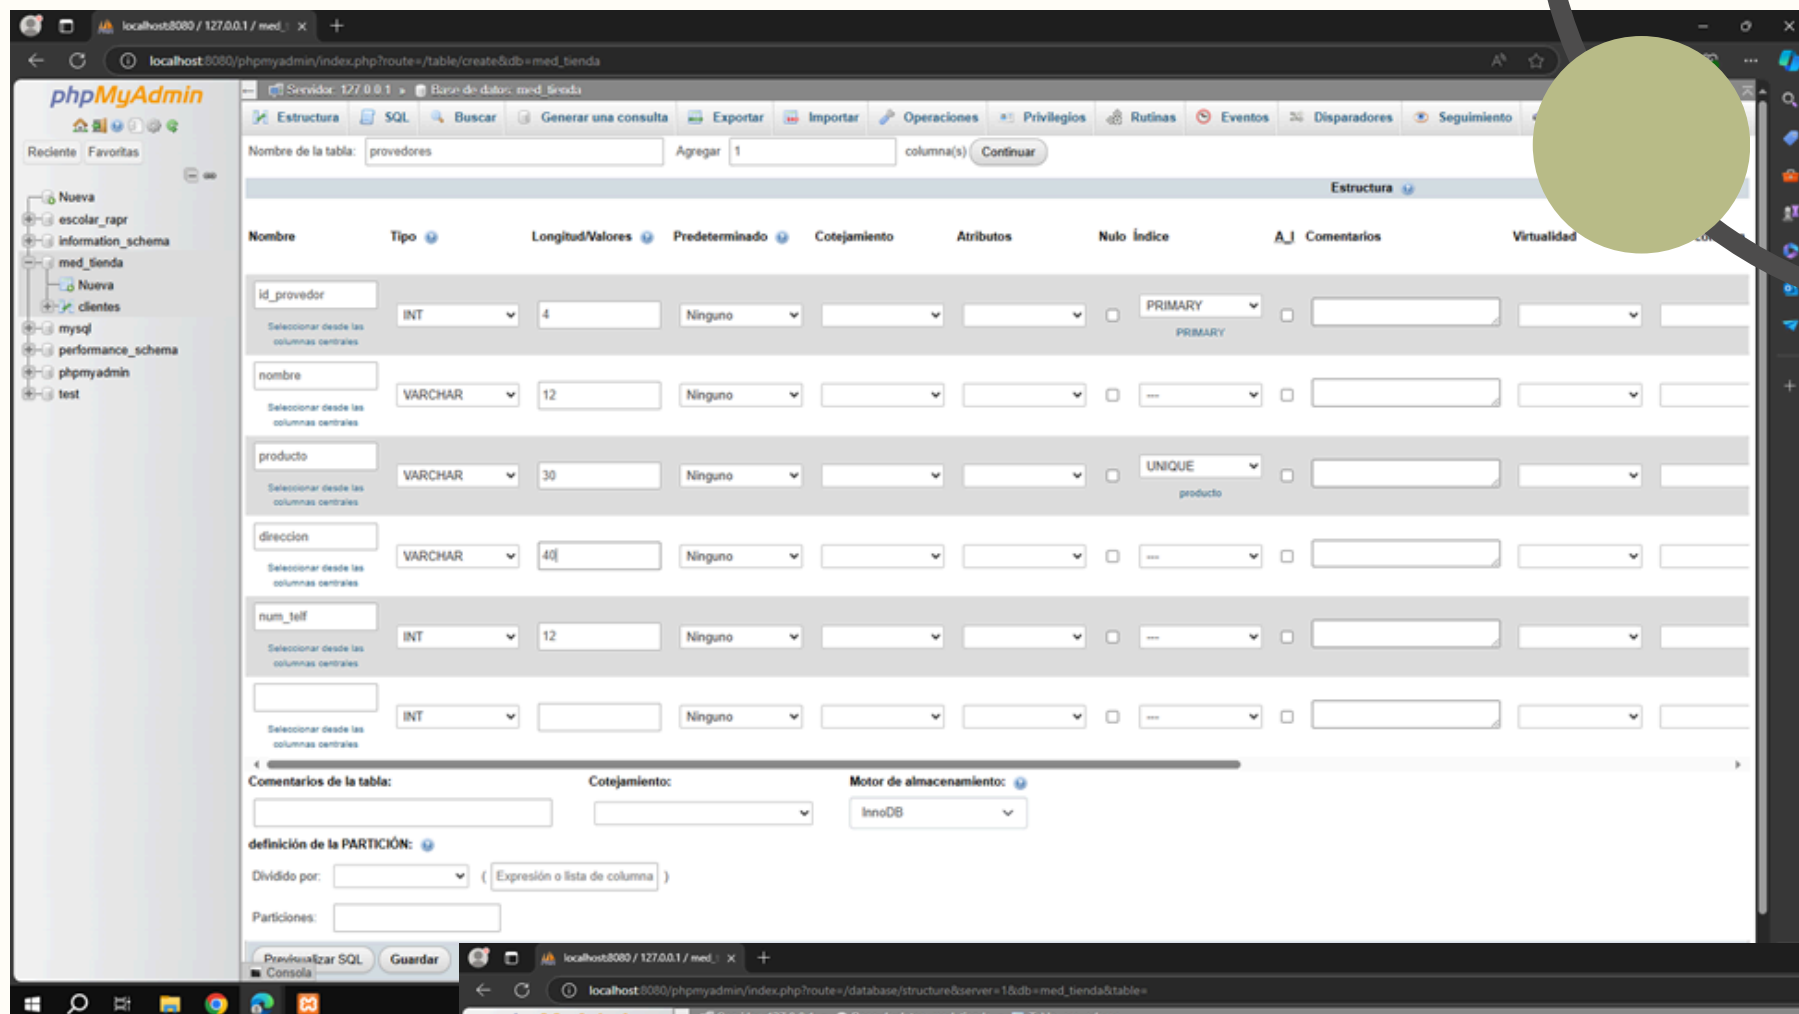 localhost:8080 / 127.0.0.1 / med_t
localhost:8080/phpmyadmin/index.php?route=/table/create&db=med_tienda
phpMyAdmin
Reciente Favoritas
Nueva
escolar_rapr
information_schema
med_tienda
Nueva
clientes
mysql
performance_schema
phpmyadmin
test
Servidor: 127.0.0.1 » Base de datos: med_tienda
Estructura SQL Buscar Generar una consulta Exportar Importar Operaciones Privilegios Rutinas Eventos Disparadores Seguimiento
Nombre de la tabla: provedores Agregar 1 columna(s) Continuar
Estructura
Nombre Tipo Longitud/Valores Predeterminado Cotejamiento Atributos Nulo Índice A_I Comentarios Virtualidad
id_provedor INT 4 Ninguno PRIMARY
Seleccionar desde las
columnas centrales
PRIMARY
nombre VARCHAR 12 Ninguno ---
Seleccionar desde las
columnas centrales
producto VARCHAR 30 Ninguno UNIQUE
Seleccionar desde las
columnas centrales
producto
direccion VARCHAR 40 Ninguno ---
Seleccionar desde las
columnas centrales
num_telf INT 12 Ninguno ---
Seleccionar desde las
columnas centrales
INT Ninguno ---
Seleccionar desde las
columnas centrales
Comentarios de la tabla: Cotejamiento: Motor de almacenamiento:
InnoDB
definición de la PARTICIÓN:
Dividido por: ( Expresión o lista de columna )
Particiones:
Previsualizar SQL Guardar
Consola
localhost:8080 / 127.0.0.1 / med_t
localhost:8080/phpmyadmin/index.php?route=/database/structure&server=1&db=med_tienda&table=